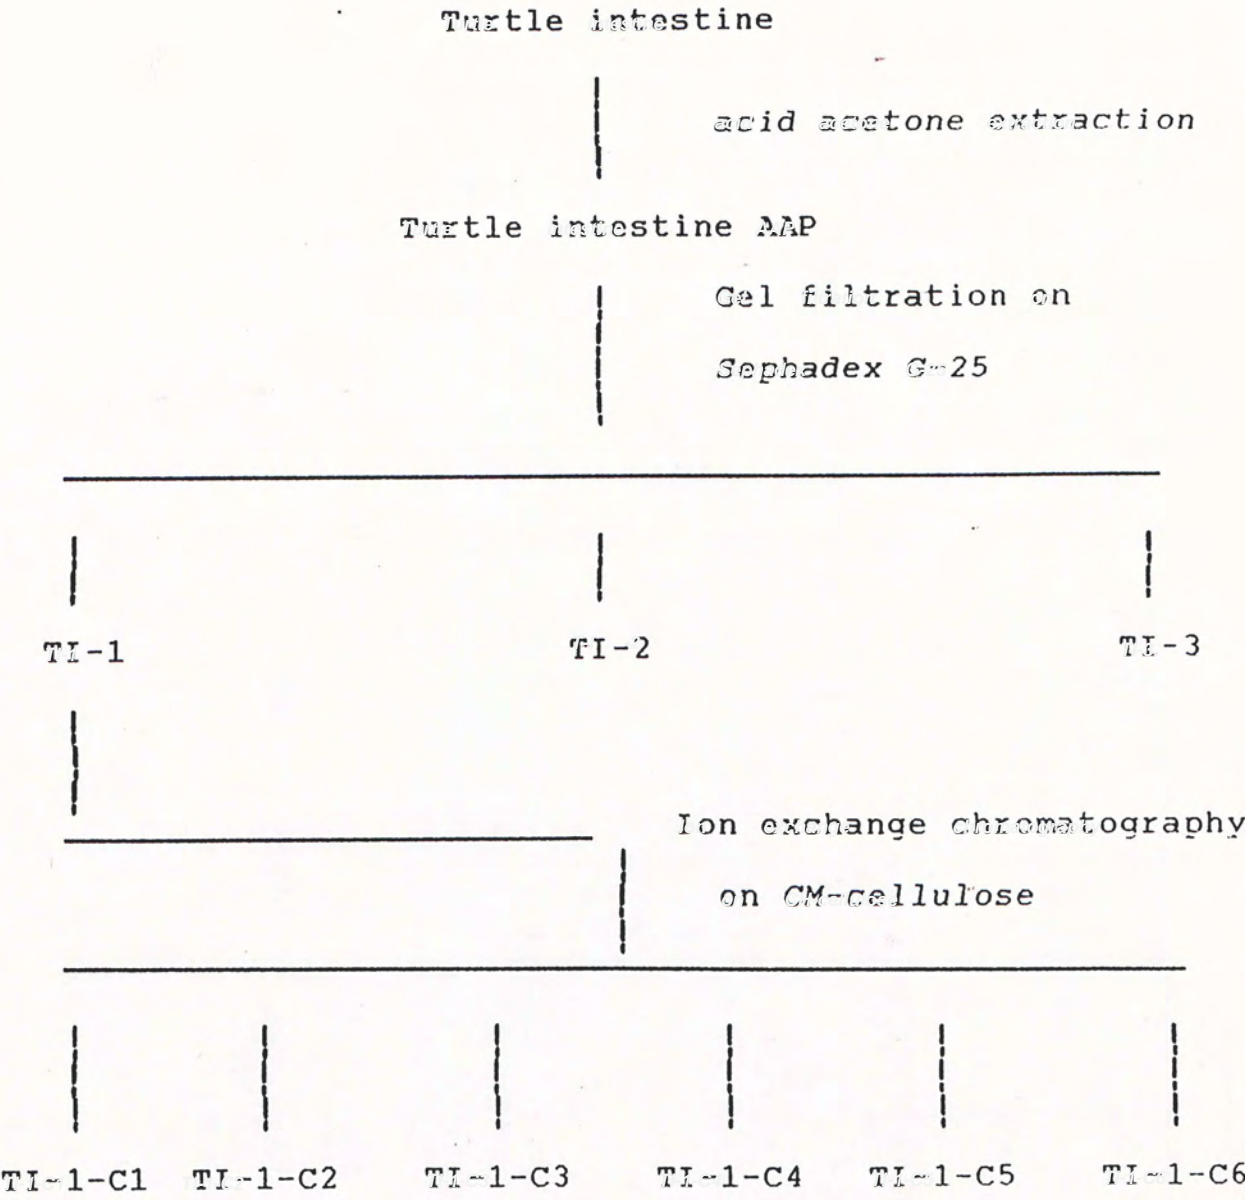 Turtle intestine
acid acetone extraction
Turtle intestine AAP
Gel filtration on
Sephadex G-25
TI-1 TI-2 TI-3
Ion exchange chromatography
on CM-cellulose
TI-1-C1 TI-1-C2 TI-1-C3 TI-1-C4 TI-1-C5 TI-1-C6